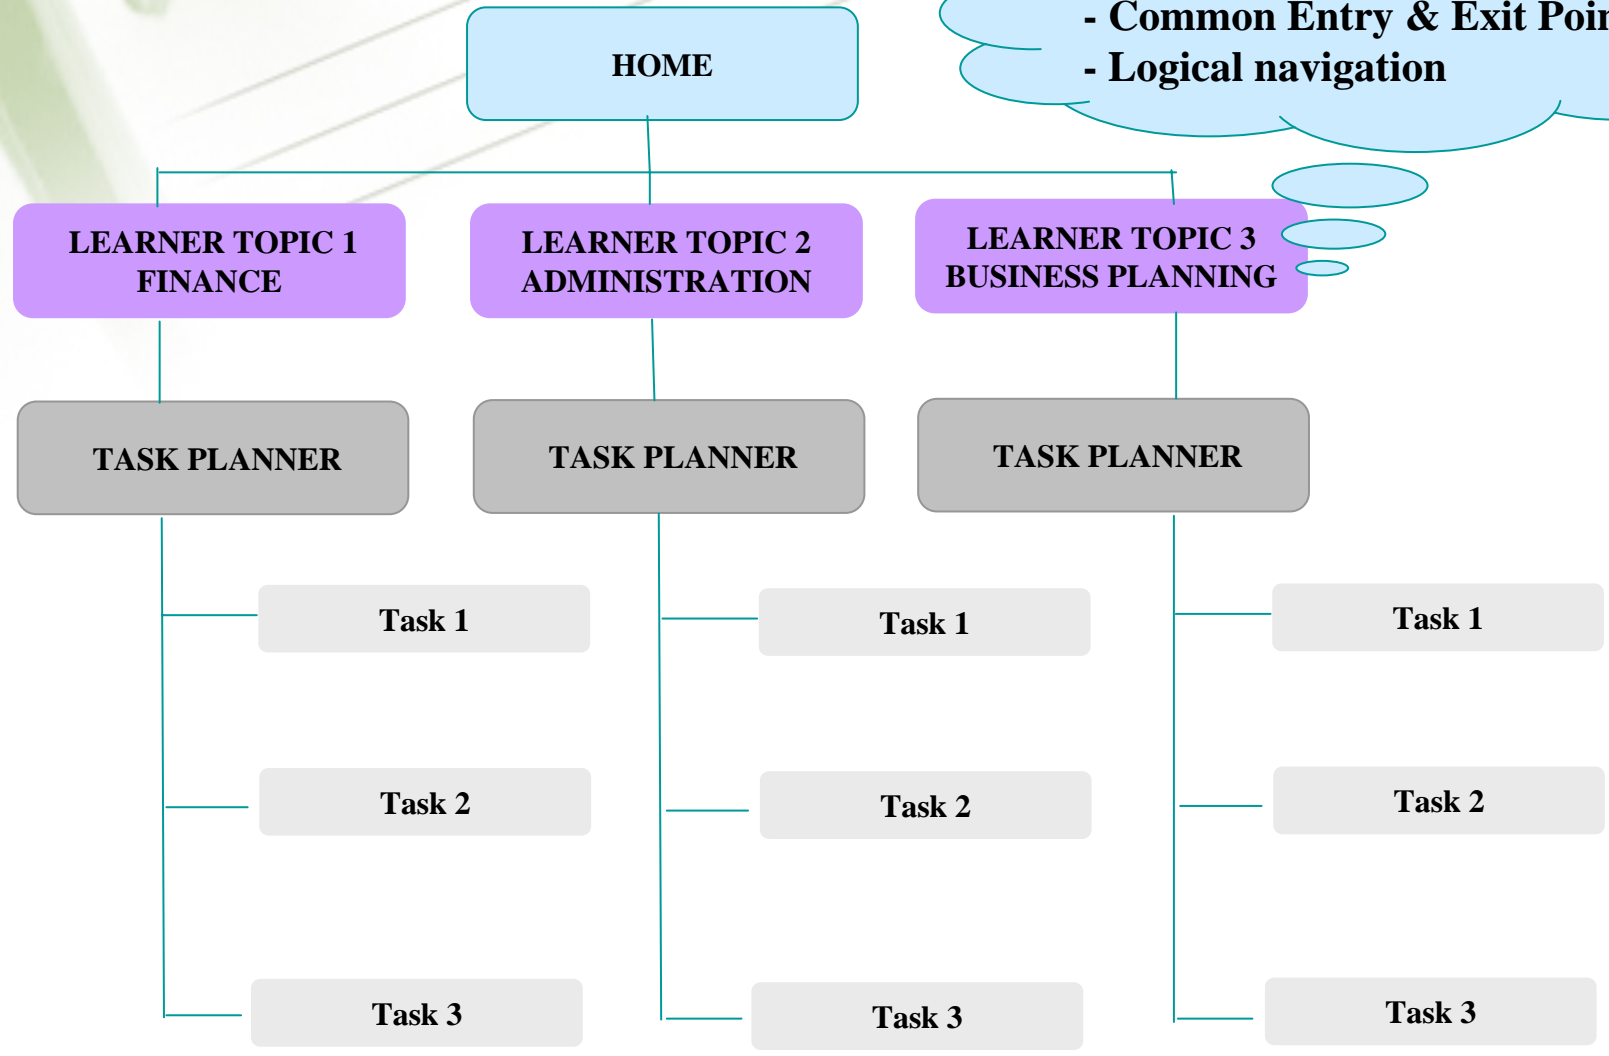 - Common Entry & Exit
- Logical navigation
HOME
LEARNER TOPIC 1
FINANCE
LEARNER TOPIC 2
ADMINISTRATION
LEARNER TOPIC 3
BUSINESS PLANNING
TASK PLANNER
TASK PLANNER
TASK PLANNER
Task 1
Task 1
Task 1
Task 2
Task 2
Task 2
Task 3
Task 3
Task 3